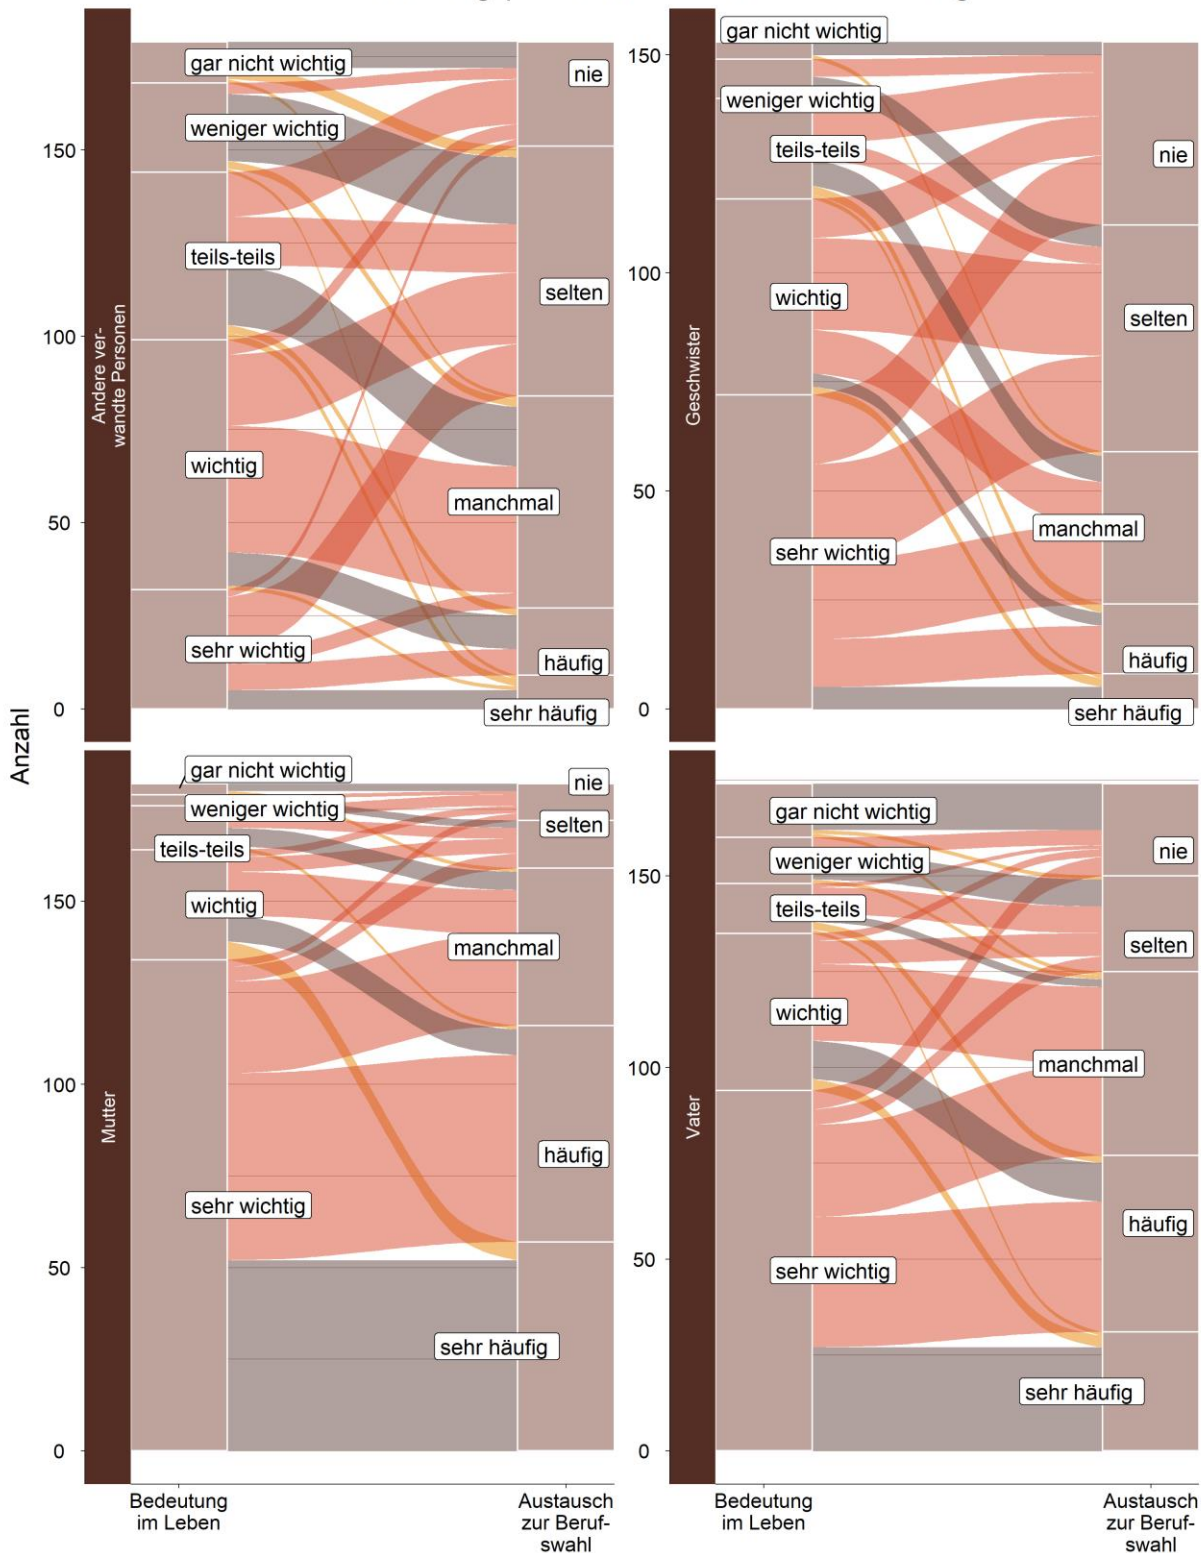 Anzahl
Andere ver-
wandte Personen
150
100
50
0
gar nicht wichtig
weniger wichtig
teils-teils
wichtig
sehr wichtig
nie
selten
manchmal
häufig
sehr häufig
Geschwister
150
100
50
0
gar nicht wichtig
weniger wichtig
teils-teils
wichtig
sehr wichtig
nie
selten
manchmal
häufig
sehr häufig
Mutter
150
100
50
0
gar nicht wichtig
weniger wichtig
teils-teils
wichtig
sehr wichtig
nie
selten
manchmal
häufig
sehr häufig
Bedeutung
im Leben
Austausch
zur Beruf-
swahl
Vater
150
100
50
0
gar nicht wichtig
weniger wichtig
teils-teils
wichtig
sehr wichtig
nie
selten
manchmal
häufig
sehr häufig
Bedeutung
im Leben
Austausch
zur Beruf-
swahl